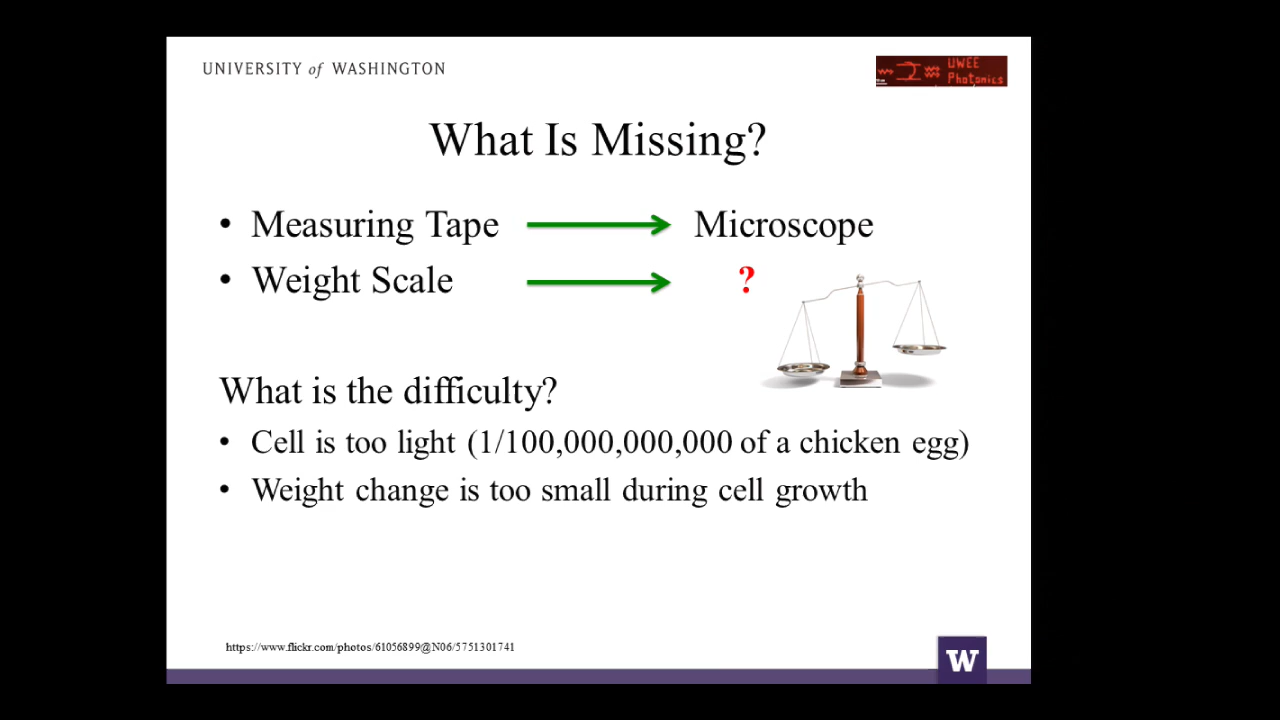 UNIVERSITY of WASHINGTON
UWEE
Photonics
What Is Missing?
• Measuring Tape Microscope
• Weight Scale ?
What is the difficulty?
• Cell is too light (1/100,000,000,000 of a chicken egg)
• Weight change is too small during cell growth
https://www.flickr.com/photos/61056899@N06/5751301741
W